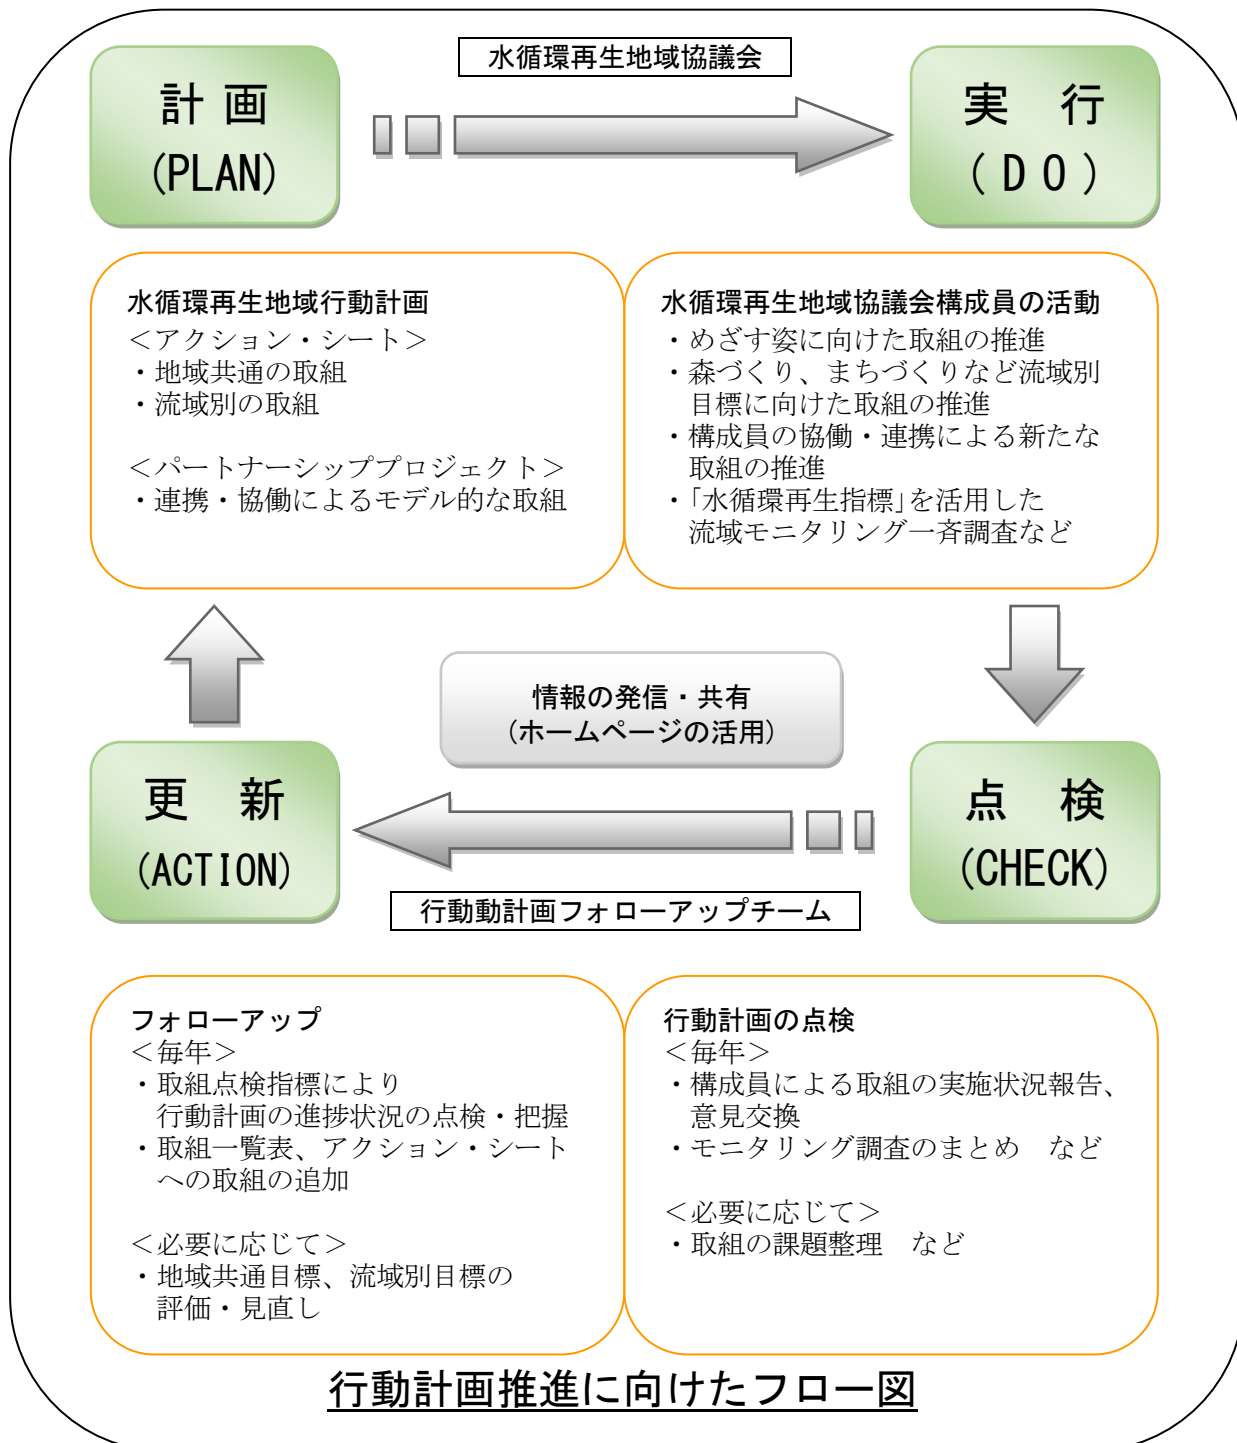 水循環再生地域協議会
計画
(PLAN)
実 行
(DO)
水循環再生地域行動計画
＜アクション・シート＞
・地域共通の取組
・流域別の取組
＜パートナーシッププロジェクト＞
・連携・協働によるモデル的な取組
水循環再生地域協議会構成員の活動
・めざす姿に向けた取組の推進
・森づくり、まちづくりなど流域別
目標に向けた取組の推進
・構成員の協働・連携による新たな
取組の推進
・「水循環再生指標」を活用した
流域モニタリング一斉調査など
情報の発信・共有
(ホームページの活用)
更 新
(ACTION)
点 検
(CHECK)
行動動計画フォローアップチーム
フォローアップ
＜毎年＞
・取組点検指標により
行動計画の進捗状況の点検・把握
・取組一覧表、アクション・シート
への取組の追加
＜必要に応じて＞
・地域共通目標、流域別目標の
評価・見直し
行動計画の点検
＜毎年＞
・構成員による取組の実施状況報告、
意見交換
・モニタリング調査のまとめ など
＜必要に応じて＞
・取組の課題整理 など
行動計画推進に向けたフロー図